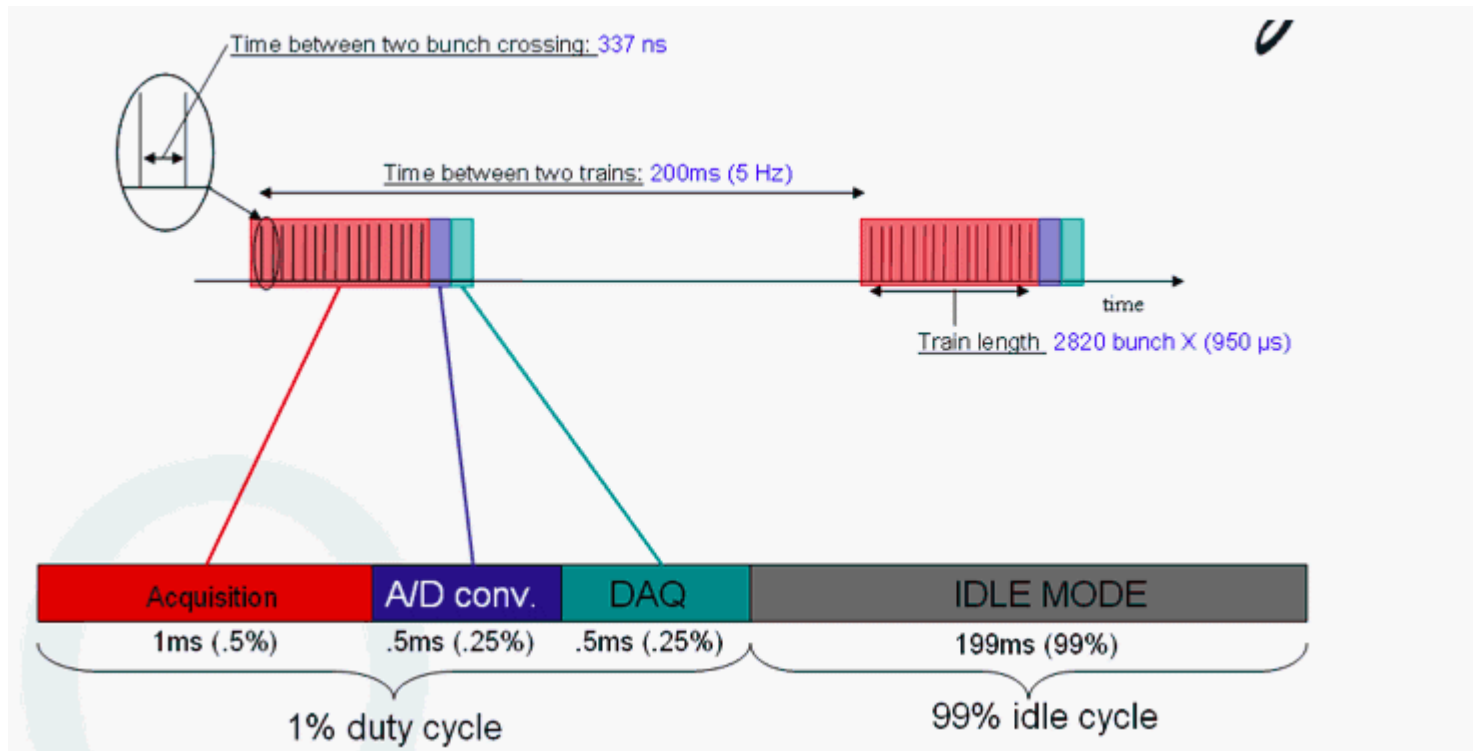 Time between two bunch crossing: 337 ns
Time between two trains: 200ms (5 Hz)
time
Train length 2820 bunch X (950 µs)
Acquisition
A/D conv.
DAQ
IDLE MODE
1ms (.5%)
.5ms (.25%)
.5ms (.25%)
199ms (99%)
1% duty cycle
99% idle cycle